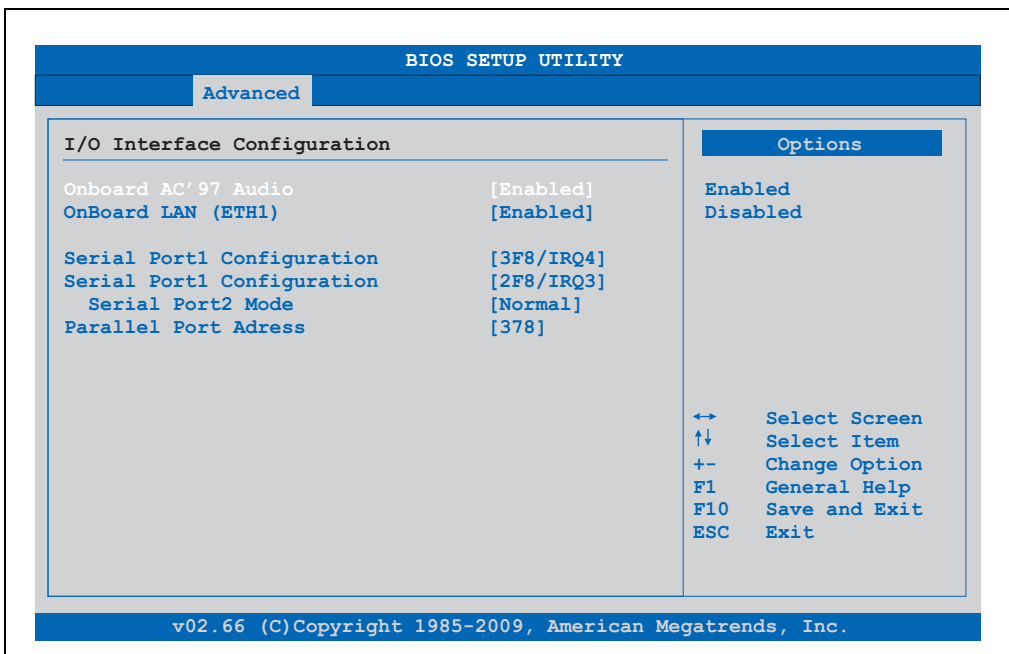 BIOS SETUP UTILITY
Advanced
I/O Interface Configuration
Onboard AC'97 Audio [Enabled]
OnBoard LAN (ETH1) [Enabled]
Serial Port1 Configuration [3F8/IRQ4]
Serial Port1 Configuration [2F8/IRQ3]
Serial Port2 Mode [Normal]
Parallel Port Adress [378]
Options
Enabled
Disabled
↔ Select Screen
↑↓ Select Item
+- Change Option
F1 General Help
F10 Save and Exit
ESC Exit
v02.66 (C)Copyright 1985-2009, American Megatrends, Inc.